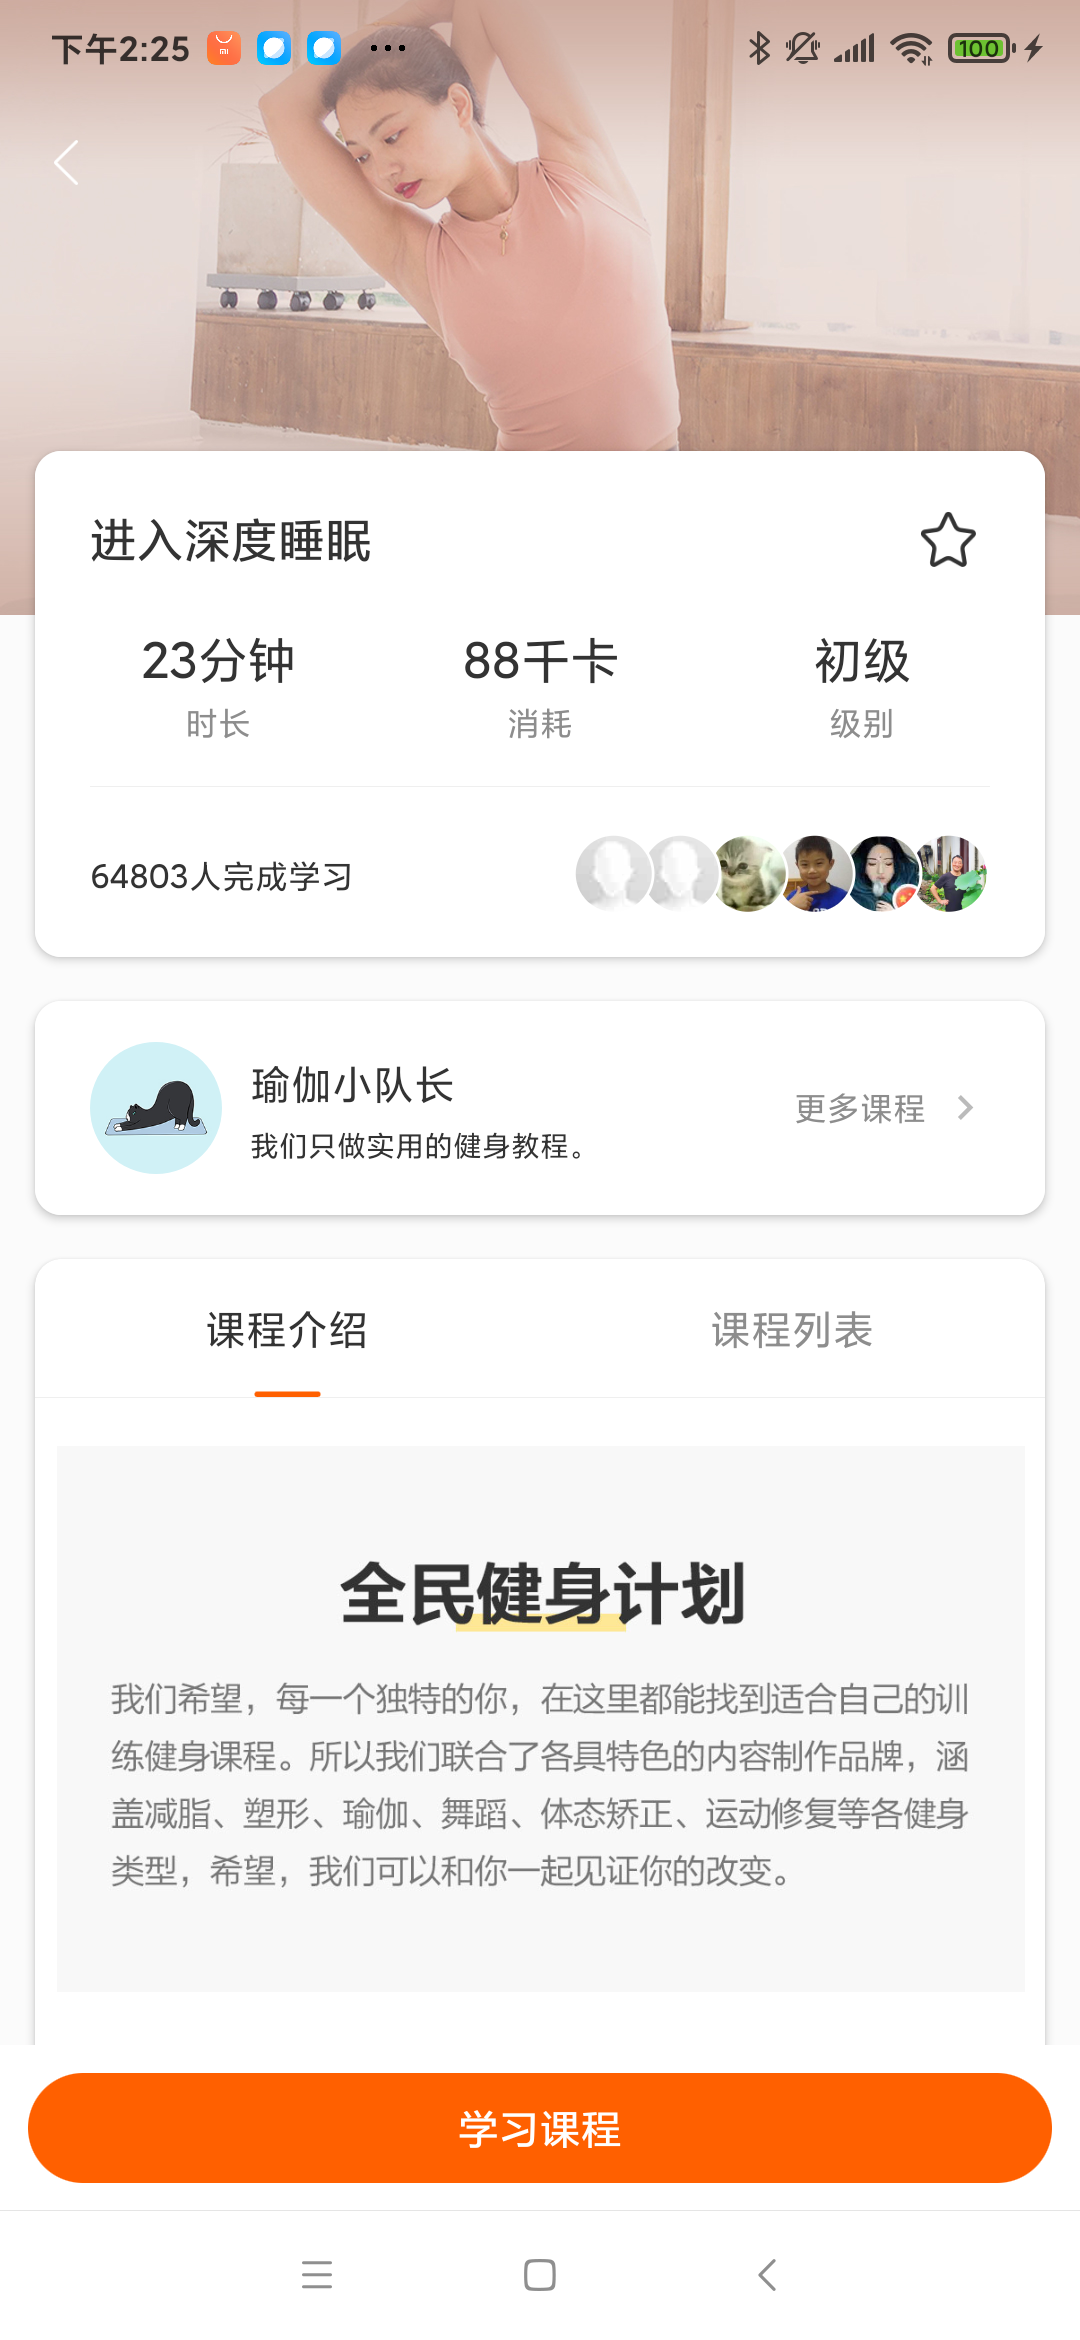 下午2:25
100
进入深度睡眠
23分钟 88千卡 初级
时长 消耗 级别
64803人完成学习
瑜伽小队长
我们只做实用的健身教程。
更多课程
课程介绍 课程列表
全民健身计划
我们希望，每一个独特的你，在这里都能找到适合自己的训
练健身课程。所以我们联合了各具特色的内容制作品牌，涵
盖减脂、塑形、瑜伽、舞蹈、体态矫正、运动修复等各健身
类型，希望，我们可以和你一起见证你的改变。
学习课程